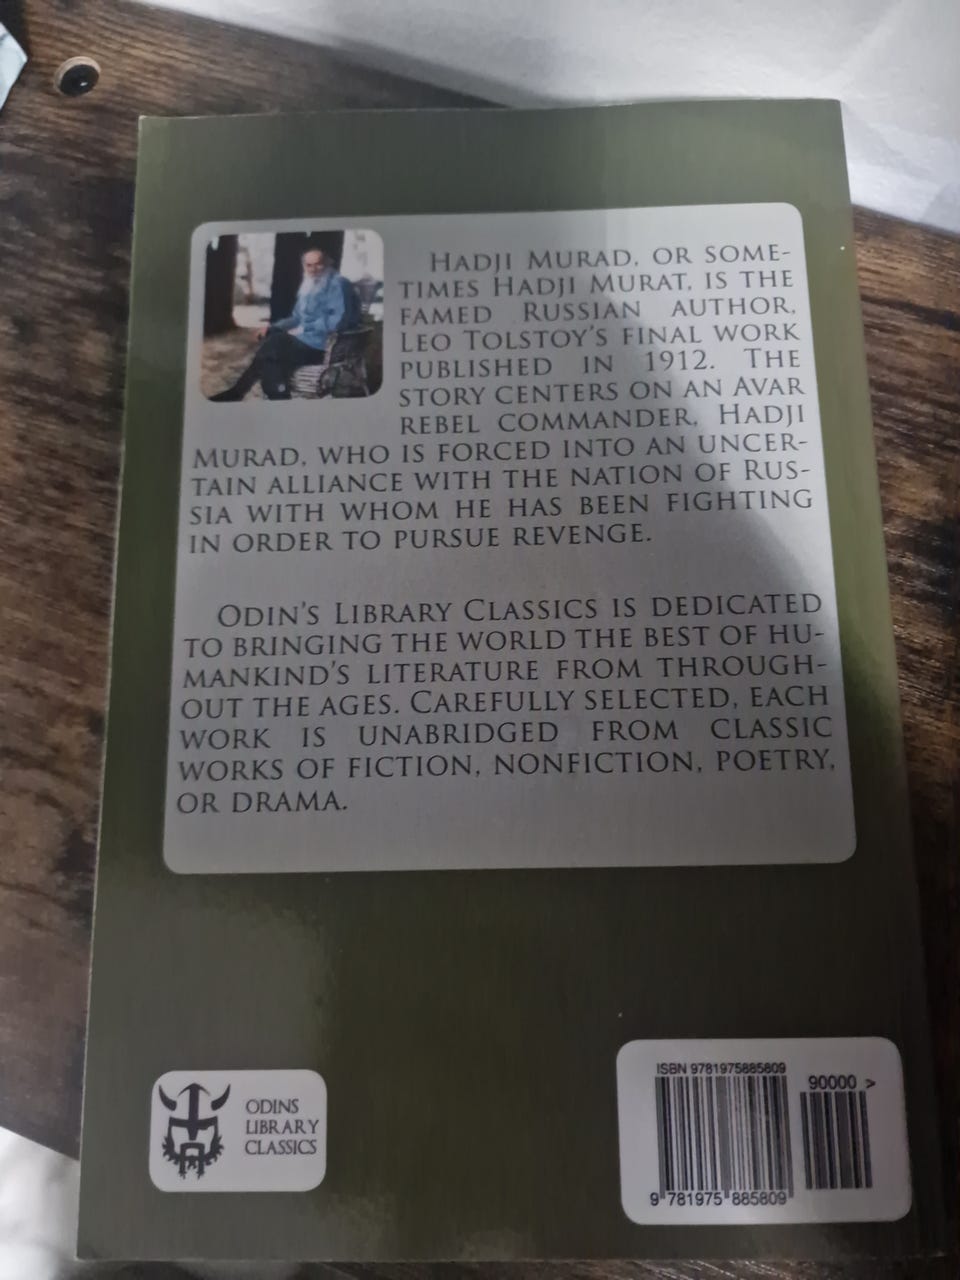 HADJI MURAD, OR SOME-
TIMES HADJI MURAT, IS THE
FAMED RUSSIAN AUTHOR,
LEO TOLSTOY'S FINAL WORK
PUBLISHED IN 1912. THE
STORY CENTERS ON AN AVAR
REBEL COMMANDER, HADJI
MURAD, WHO IS FORCED INTO AN UNCER-
TAIN ALLIANCE WITH THE NATION OF RUS-
SIA WITH WHOM HE HAS BEEN FIGHTING
IN ORDER TO PURSUE REVENGE.
ODIN'S LIBRARY CLASSICS IS DEDICATED
TO BRINGING THE WORLD THE BEST OF HU-
MANKIND'S LITERATURE FROM THROUGH-
OUT THE AGES. CAREFULLY SELECTED, EACH
WORK IS UNABRIDGED FROM CLASSIC
WORKS OF FICTION, NONFICTION, POETRY,
OR DRAMA.
ODINS
LIBRARY
CLASSICS
ISBN 9781975885809
90000 >
9 781975 885809